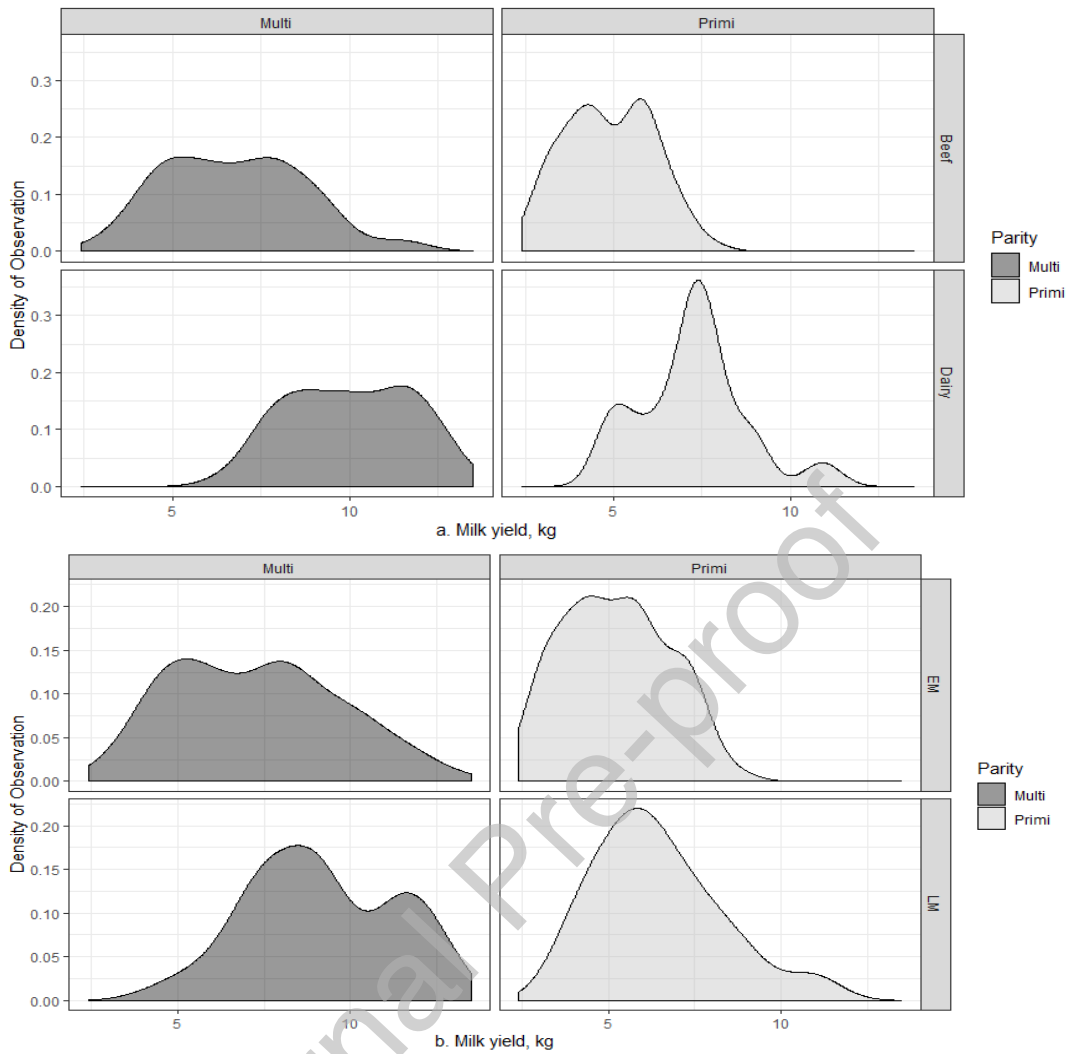 Multi Primi
0.3
0.2
0.1
0.0
Beef
0.3
0.2
0.1
0.0
Dairy
Density of Observation
5 10 5 10
a. Milk yield, kg
Parity
Multi
Primi
Multi Primi
0.20
0.15
0.10
0.05
0.00
EM
0.20
0.15
0.10
0.05
0.00
LM
Density of Observation
5 10 5 10
b. Milk yield, kg
Parity
Multi
Primi
nal Pre-proof